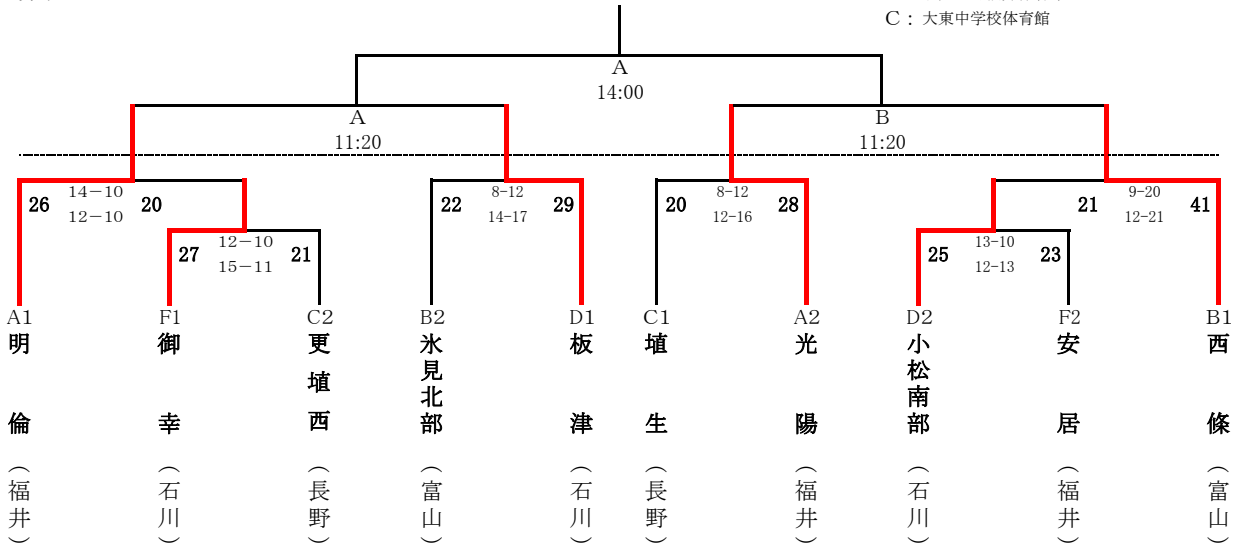 C：大東中学校体育館
A
14:00
A
B
11:20
11:20
26 14－10 20
12－10
22 8-12 29
14-17
20 8-12 28
12-16
21 9-20 41
12-21
27 12－10 21
15－11
25 13-10 23
12-13
A1 F1 C2 B2 D1 C1 A2 D2 F2 B1
明倫（福井）
御幸（石川）
更埴西（長野）
氷見北部（富山）
板津（石川）
埴生（長野）
光陽（福井）
小松南部（石川）
安居（福井）
西條（富山）